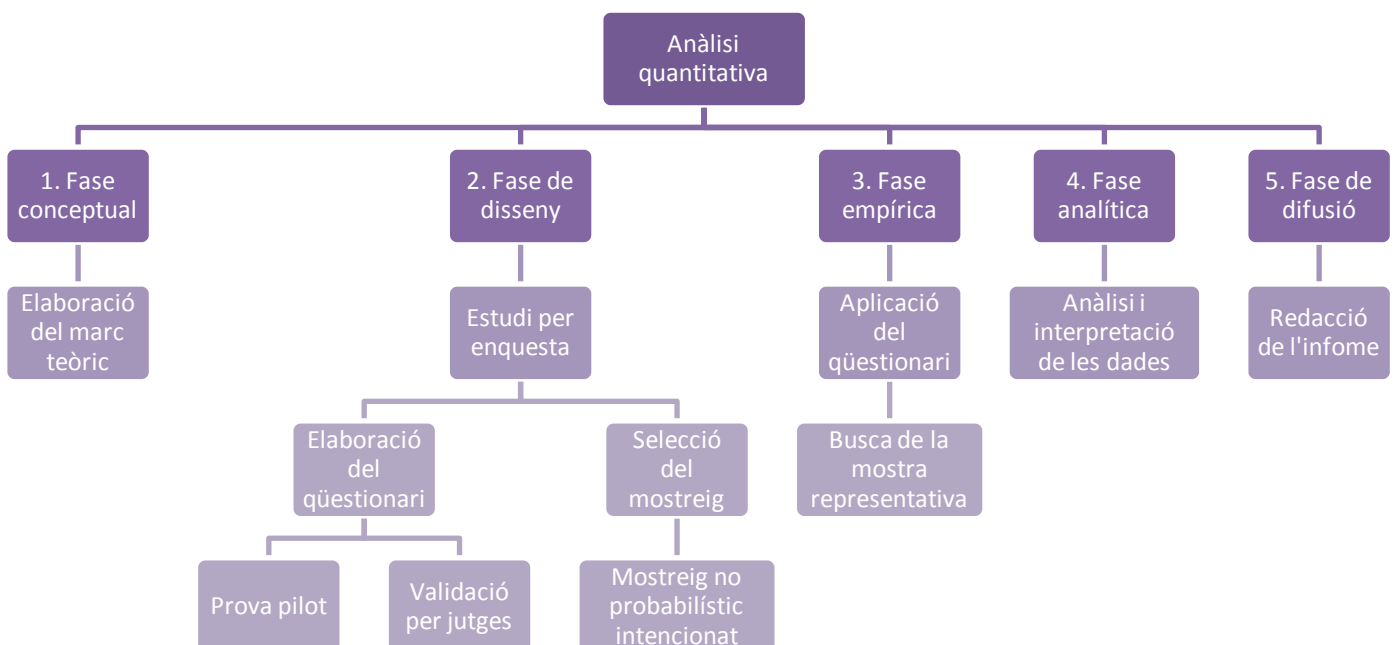 Anàlisi
quantitativa
1. Fase
conceptual
2. Fase de
disseny
3. Fase
empírica
4. Fase
analítica
5. Fase de
difusió
Elaboració
del marc
teòric
Estudi per
enquesta
Aplicació
del
qüestionari
Anàlisi i
interpretació
de les dades
Redacció
de l'infome
Elaboració
del
qüestionari
Selecció
del
mostreig
Busca de la
mostra
representativa
Prova pilot
Validació
per jutges
Mostreig no
probabilístic
intencionat